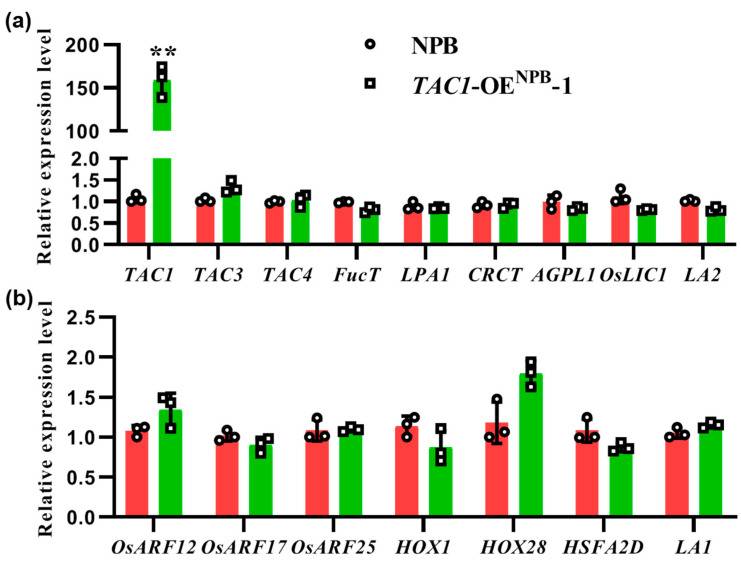 (a)
Relative expression level
200
150
100
2.0
1.5
1.0
0.5
0.0
**
NPB
TAC1-OE^NPB-1
TAC1 TAC3 TAC4 FucT LPA1 CRCT AGPL1 OsLIC1 LA2
(b)
Relative expression level
2.5
2.0
1.5
1.0
0.5
0.0
OsARF12 OsARF17 OsARF25 HOX1 HOX28 HSFA2D LA1